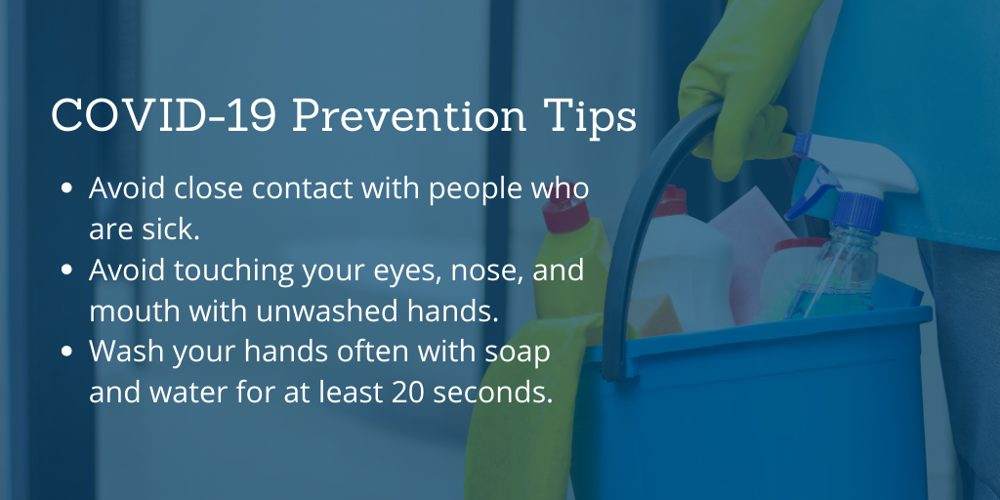 COVID-19 Prevention Tips
• Avoid close contact with people who
are sick.
• Avoid touching your eyes, nose, and
mouth with unwashed hands.
• Wash your hands often with soap
and water for at least 20 seconds.